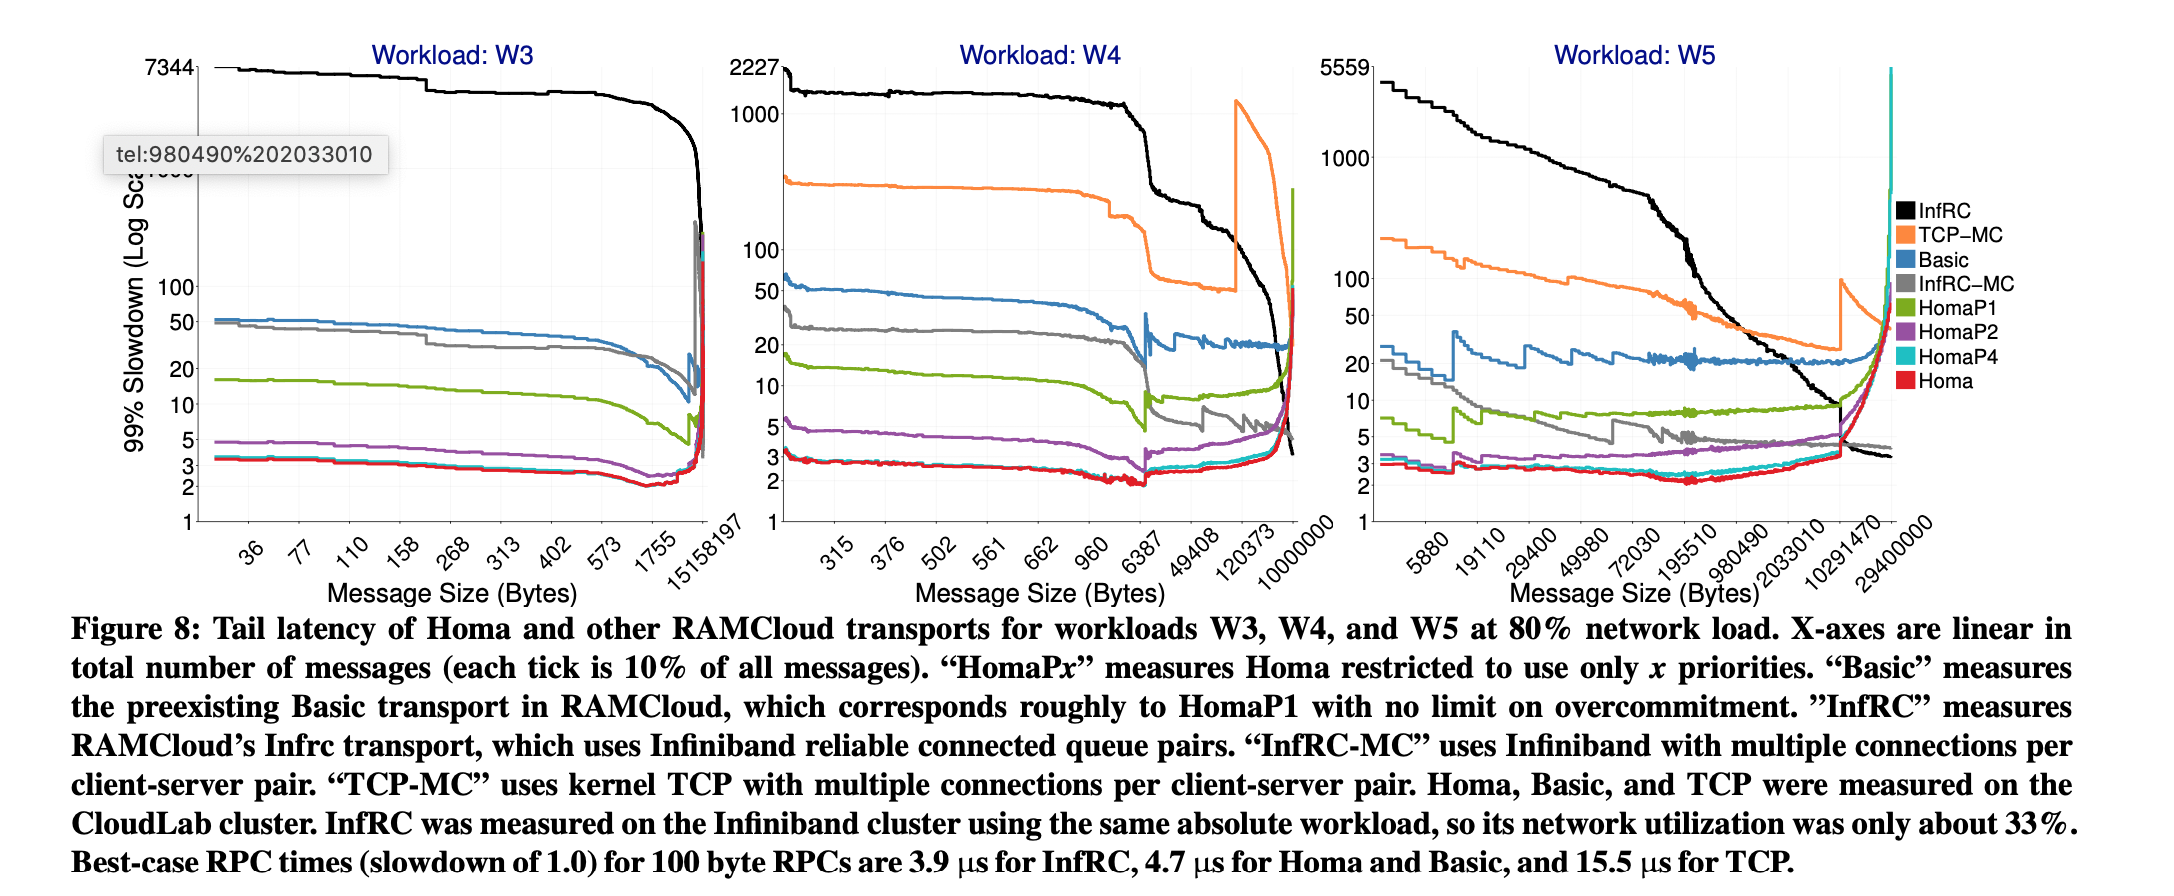 Workload: W3
7344
tel:980490%202033010
99% Slowdown (Log Sca
100
50
20
10
5
3
2
1
36
77
110
158
268
313
402
573
1755
15158197
Message Size (Bytes)
Workload: W4
2227
1000
100
50
20
10
5
3
2
1
315
376
502
561
662
960
6387
49408
120373
10000000
Message Size (Bytes)
Workload: W5
5559
1000
100
50
20
10
5
3
2
1
5880
19110
29400
49980
72030
195510
980490
2033010
10291470
29400000
Message Size (Bytes)
InfRC
TCP−MC
Basic
InfRC−MC
HomaP1
HomaP2
HomaP4
Homa
Figure 8: Tail latency of Homa and other RAMCloud transports for workloads W3, W4, and W5 at 80% network load. X-axes are linear in
total number of messages (each tick is 10% of all messages). “HomaPx” measures Homa restricted to use only x priorities. “Basic” measures
the preexisting Basic transport in RAMCloud, which corresponds roughly to HomaP1 with no limit on overcommitment. ”InfRC” measures
RAMCloud’s Infrc transport, which uses Infiniband reliable connected queue pairs. “InfRC-MC” uses Infiniband with multiple connections per
client-server pair. “TCP-MC” uses kernel TCP with multiple connections per client-server pair. Homa, Basic, and TCP were measured on the
CloudLab cluster. InfRC was measured on the Infiniband cluster using the same absolute workload, so its network utilization was only about 33%.
Best-case RPC times (slowdown of 1.0) for 100 byte RPCs are 3.9 μs for InfRC, 4.7 μs for Homa and Basic, and 15.5 μs for TCP.